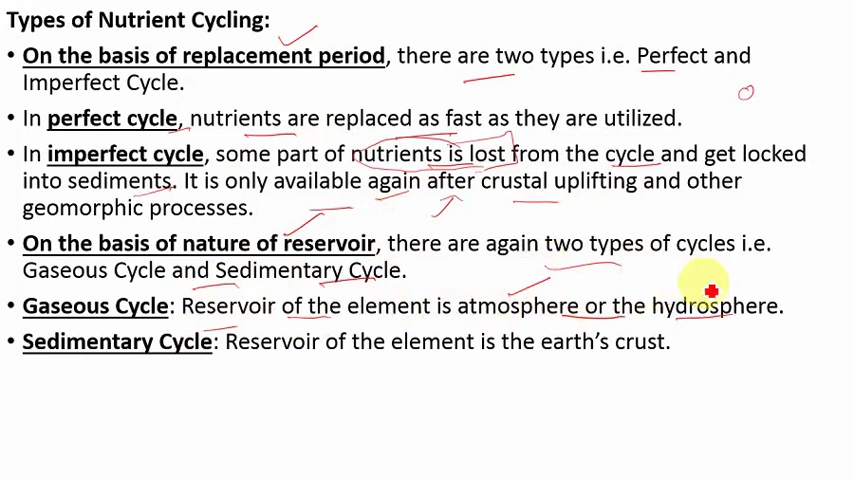 Types of Nutrient Cycling:
• On the basis of replacement period, there are two types i.e. Perfect and
Imperfect Cycle.
• In perfect cycle, nutrients are replaced as fast as they are utilized.
• In imperfect cycle, some part of nutrients is lost from the cycle and get locked
into sediments. It is only available again after crustal uplifting and other
geomorphic processes.
• On the basis of nature of reservoir, there are again two types of cycles i.e.
Gaseous Cycle and Sedimentary Cycle.
• Gaseous Cycle: Reservoir of the element is atmosphere or the hydrosphere.
• Sedimentary Cycle: Reservoir of the element is the earth's crust.